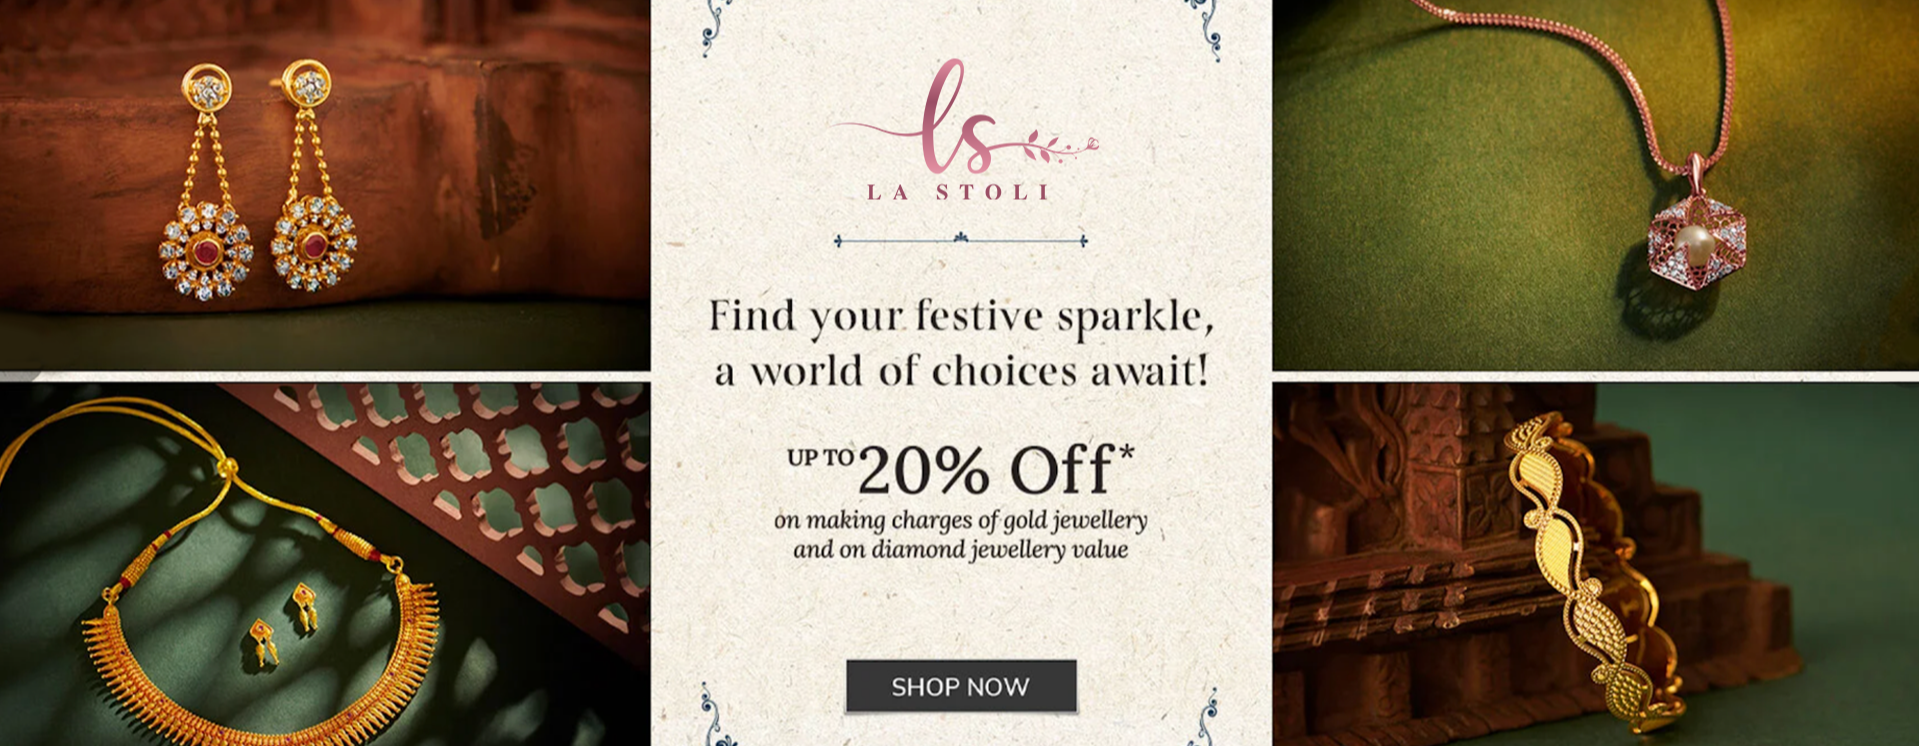 ls
LA STOLI
Find your festive sparkle,
a world of choices await!
UP TO 20% Off*
on making charges of gold jewellery
and on diamond jewellery value
SHOP NOW